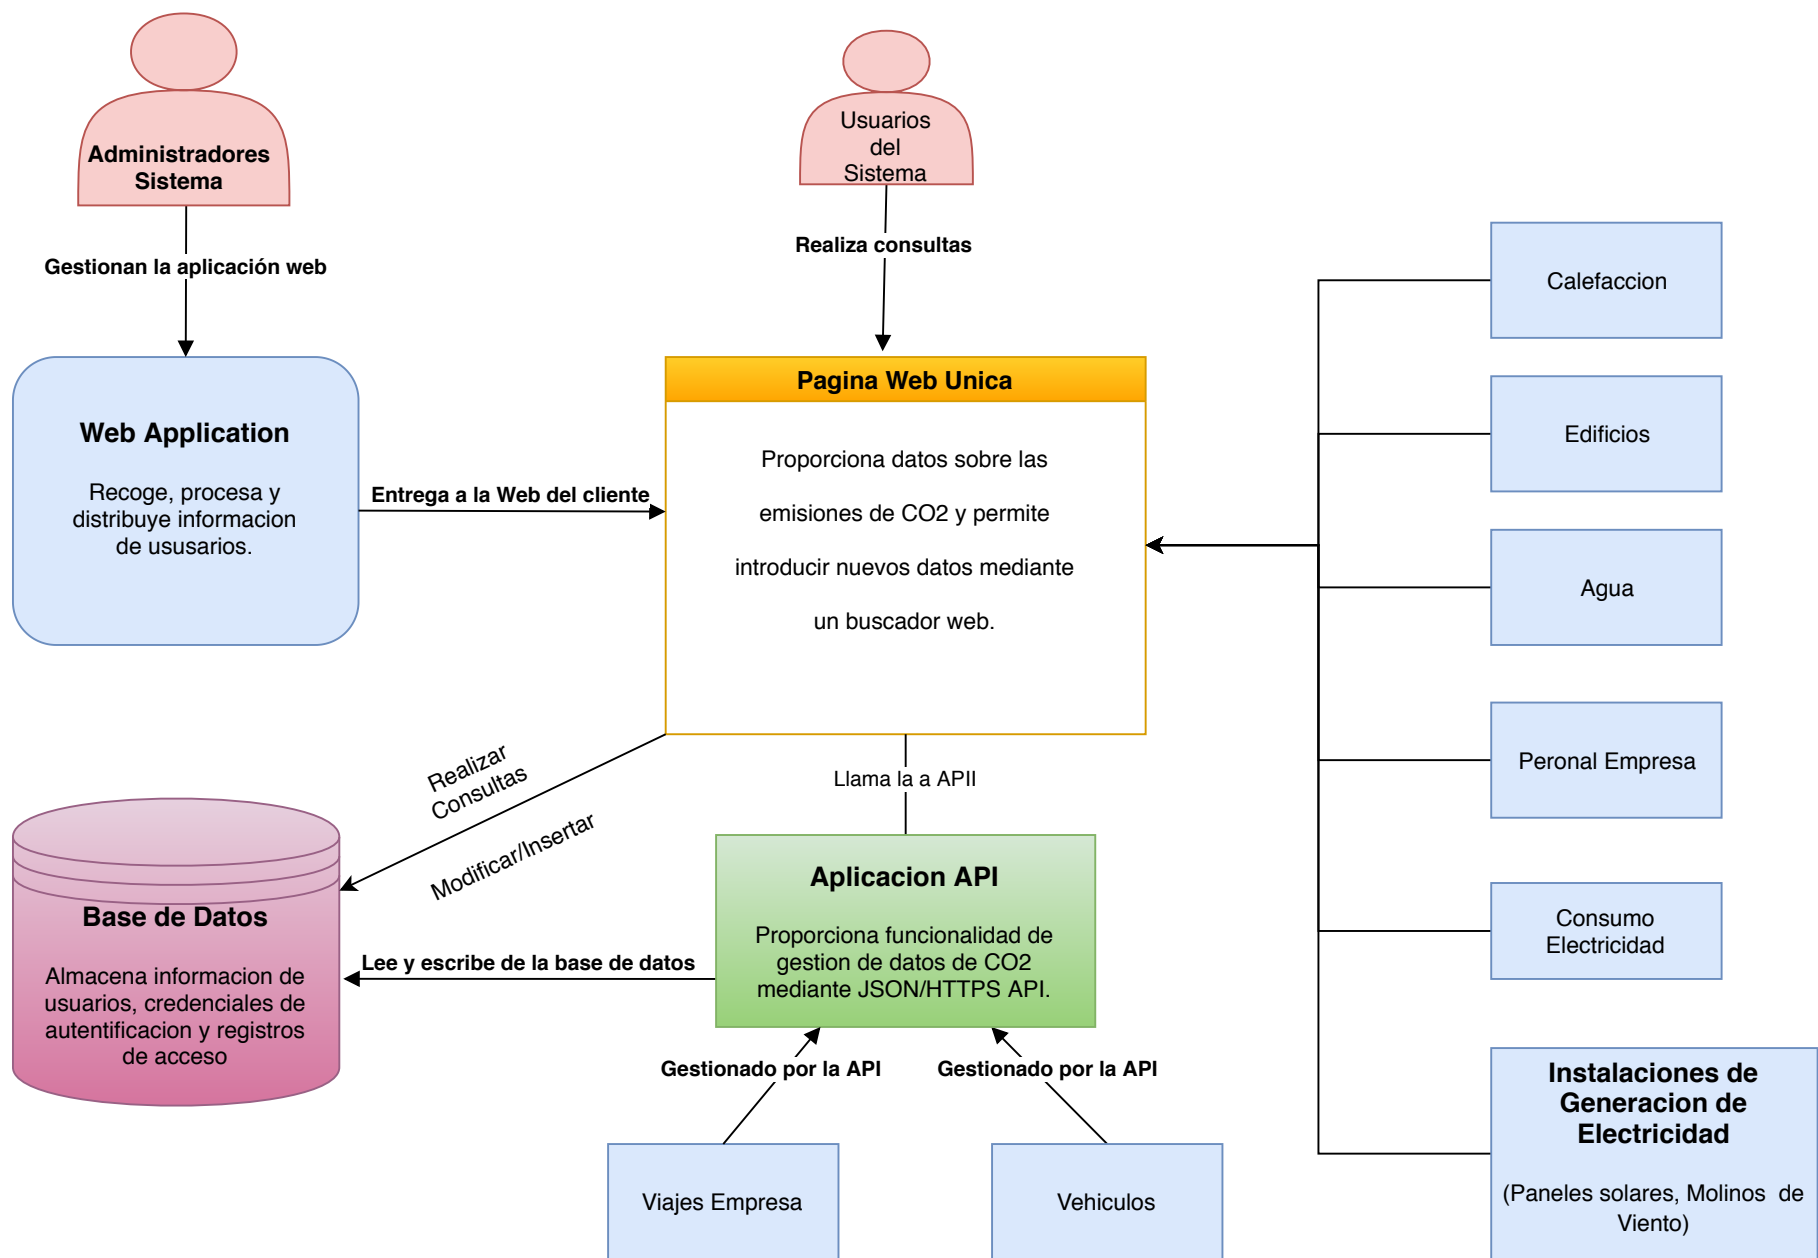 Administradores
Sistema
Usuarios
del
Sistema
Gestionan la aplicación web
Realiza consultas
Calefaccion
Pagina Web Unica
Web Application
Recoge, procesa y
distribuye informacion
de ususarios.
Entrega a la Web del cliente
Proporciona datos sobre las
emisiones de CO2 y permite
introducir nuevos datos mediante
un buscador web.
Edificios
Agua
Peronal Empresa
Realizar
Consultas
Modificar/Insertar
Llama la a APII
Base de Datos
Almacena informacion de
usuarios, credenciales de
autentificacion y registros
de acceso
Lee y escribe de la base de datos
Aplicacion API
Proporciona funcionalidad de
gestion de datos de CO2
mediante JSON/HTTPS API.
Consumo
Electricidad
Gestionado por la API
Gestionado por la API
Viajes Empresa
Vehiculos
Instalaciones de
Generacion de
Electricidad
(Paneles solares, Molinos  de
Viento)